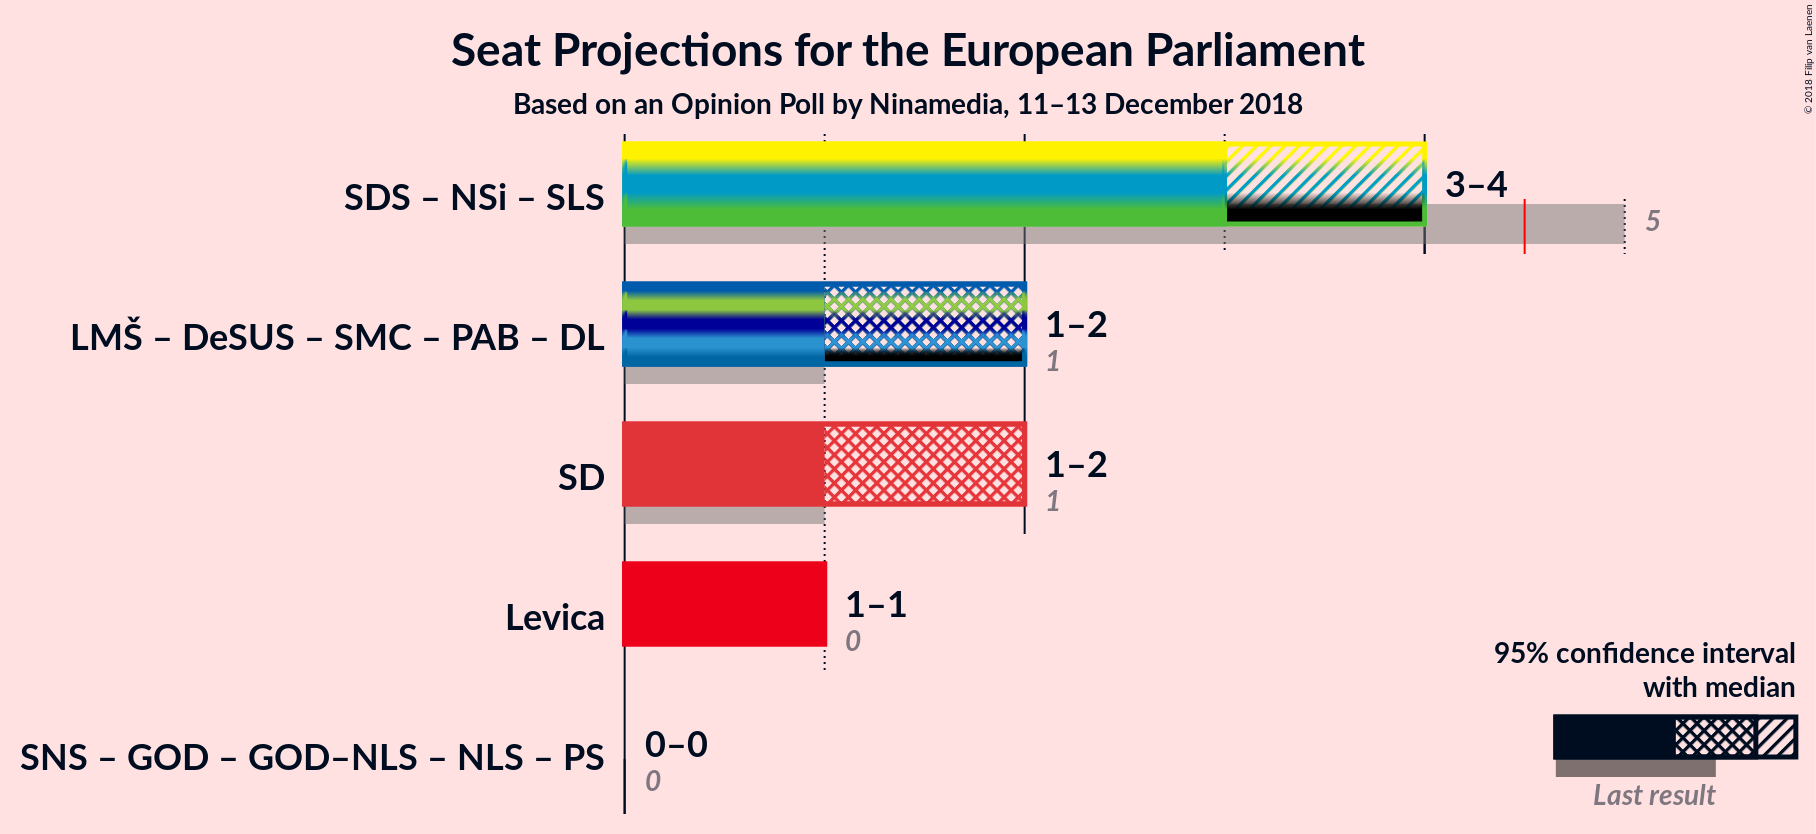 Seat Projections for the European Parliament
Based on an Opinion Poll by Ninamedia, 11–13 December 2018
© 2018 Filip van Laenen
SDS – NSi – SLS
3–4
5
LMŠ – DeSUS – SMC – PAB – DL
1–2
1
SD
1–2
1
Levica
1–1
0
SNS – GOD – GOD–NLS – NLS – PS
0–0
0
95% confidence interval
with median
Last result